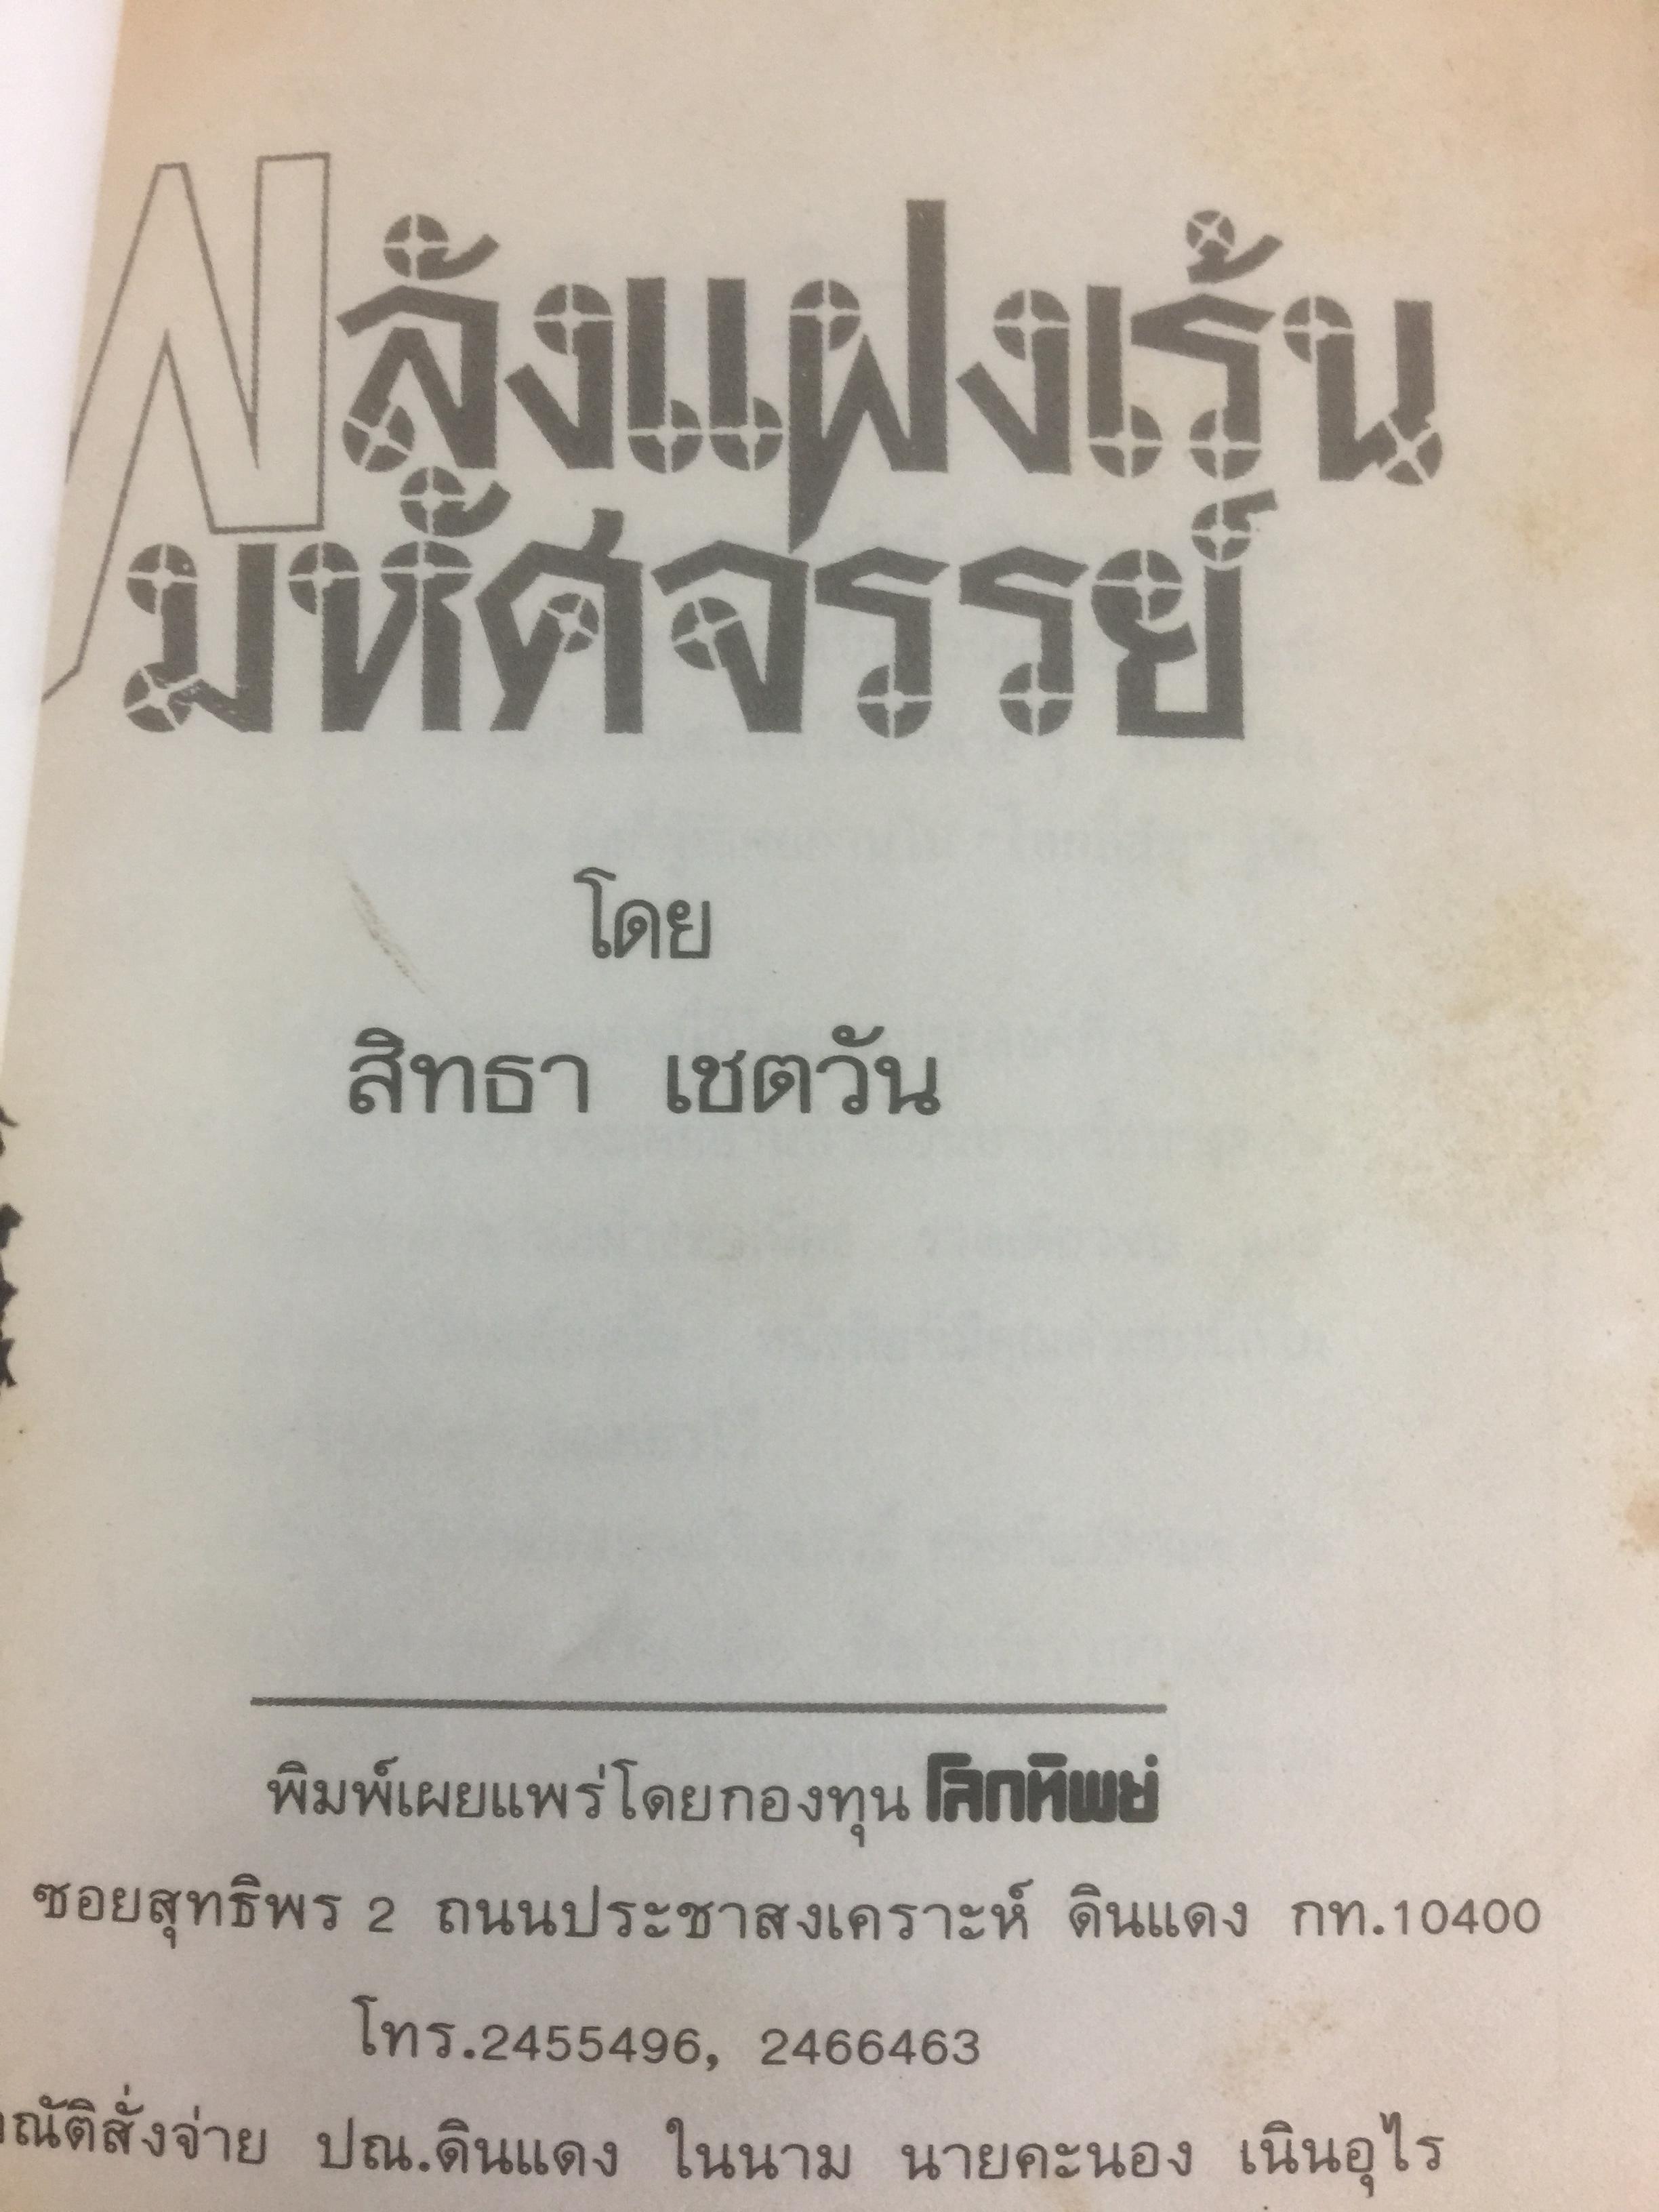 พลังแฝงเร้น
มหัศจรรย์
โดย
สิทธา เชตวัน
พิมพ์เผยแพร่โดยกองทุน โลกทิพย์
ซอยสุทธิพร 2 ถนนประชาสงเคราะห์ ดินแดง กท.10400
โทร.2455496, 2466463
ณัติสั่งจ่าย ปณ.ดินแดง ในนาม นายคะนอง เนินอุไร